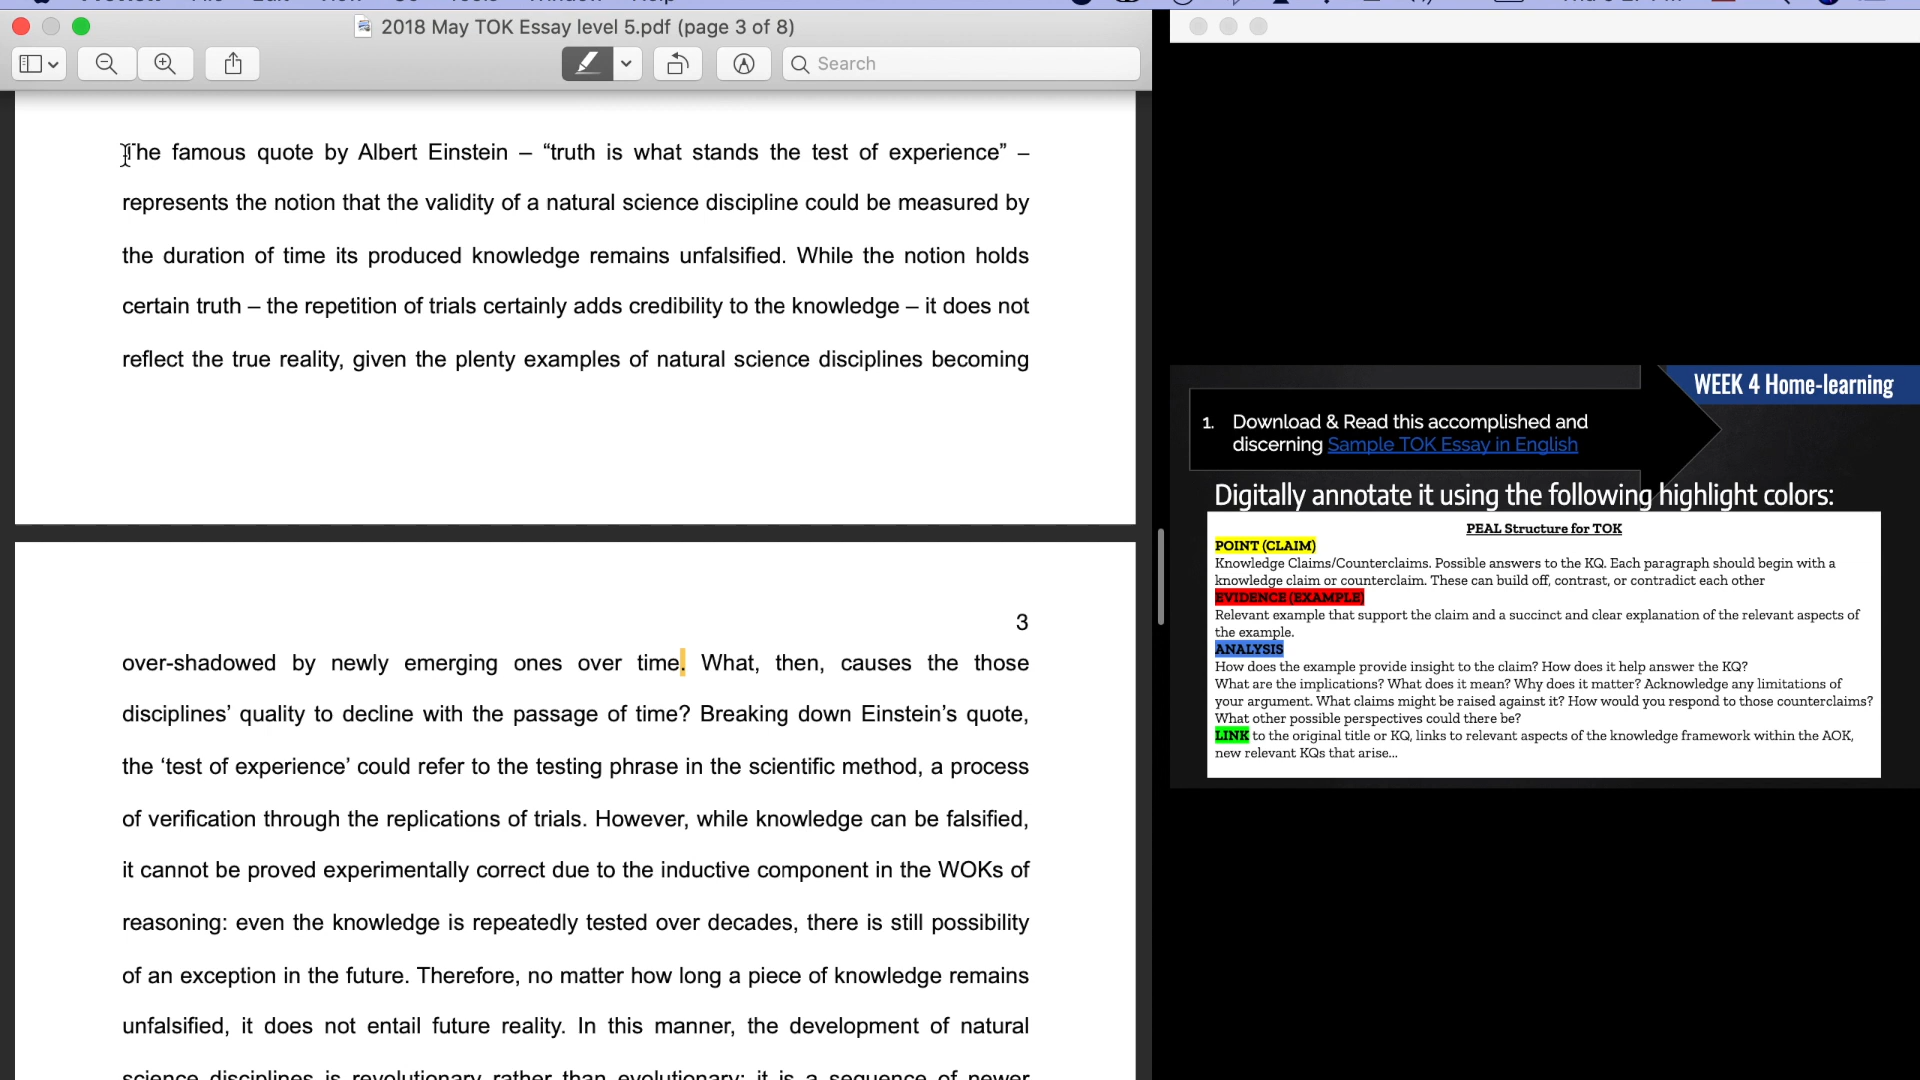 2018 May TOK Essay level 5.pdf (page 3 of 8)
Search
The famous quote by Albert Einstein – “truth is what stands the test of experience” –
represents the notion that the validity of a natural science discipline could be measured by
the duration of time its produced knowledge remains unfalsified. While the notion holds
certain truth – the repetition of trials certainly adds credibility to the knowledge – it does not
reflect the true reality, given the plenty examples of natural science disciplines becoming
3
over-shadowed by newly emerging ones over time. What, then, causes the those
disciplines’ quality to decline with the passage of time? Breaking down Einstein’s quote,
the ‘test of experience’ could refer to the testing phrase in the scientific method, a process
of verification through the replications of trials. However, while knowledge can be falsified,
it cannot be proved experimentally correct due to the inductive component in the WOKs of
reasoning: even the knowledge is repeatedly tested over decades, there is still possibility
of an exception in the future. Therefore, no matter how long a piece of knowledge remains
unfalsified, it does not entail future reality. In this manner, the development of natural
science disciplines is revolutionary rather than evolutionary: it is a sequence of newer
WEEK 4 Home-learning
1. Download & Read this accomplished and
discerning Sample TOK Essay in English
Digitally annotate it using the following highlight colors:
PEAL Structure for TOK
POINT (CLAIM)
Knowledge Claims/Counterclaims. Possible answers to the KQ. Each paragraph should begin with a
knowledge claim or counterclaim. These can build off, contrast, or contradict each other
EVIDENCE (EXAMPLE)
Relevant example that support the claim and a succinct and clear explanation of the relevant aspects of
the example.
ANALYSIS
How does the example provide insight to the claim? How does it help answer the KQ?
What are the implications? What does it mean? Why does it matter? Acknowledge any limitations of
your argument. What claims might be raised against it? How would you respond to those counterclaims?
What other possible perspectives could there be?
LINK to the original title or KQ, links to relevant aspects of the knowledge framework within the AOK,
new relevant KQs that arise...